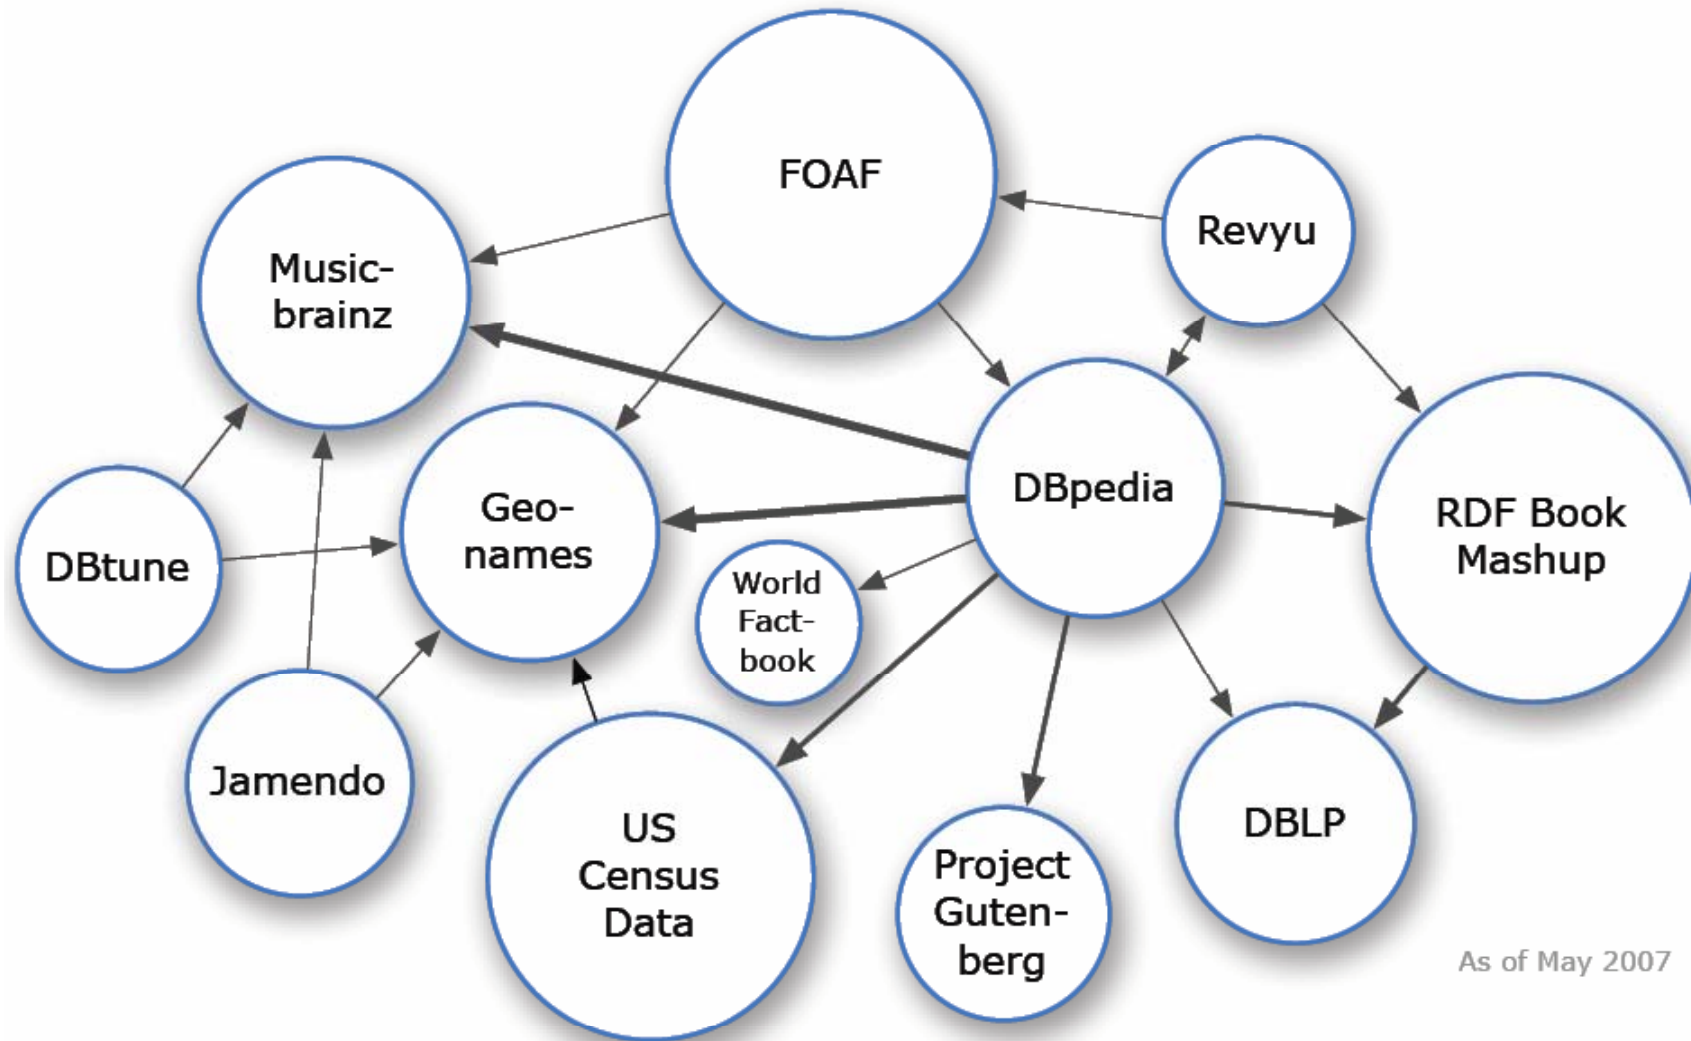 FOAF
Revyu
Music-
brainz
DBpedia
Geo-
names
RDF Book
Mashup
DBtune
World
Fact-
book
Jamendo
US
Census
Data
Project
Guten-
berg
DBLP
As of May 2007